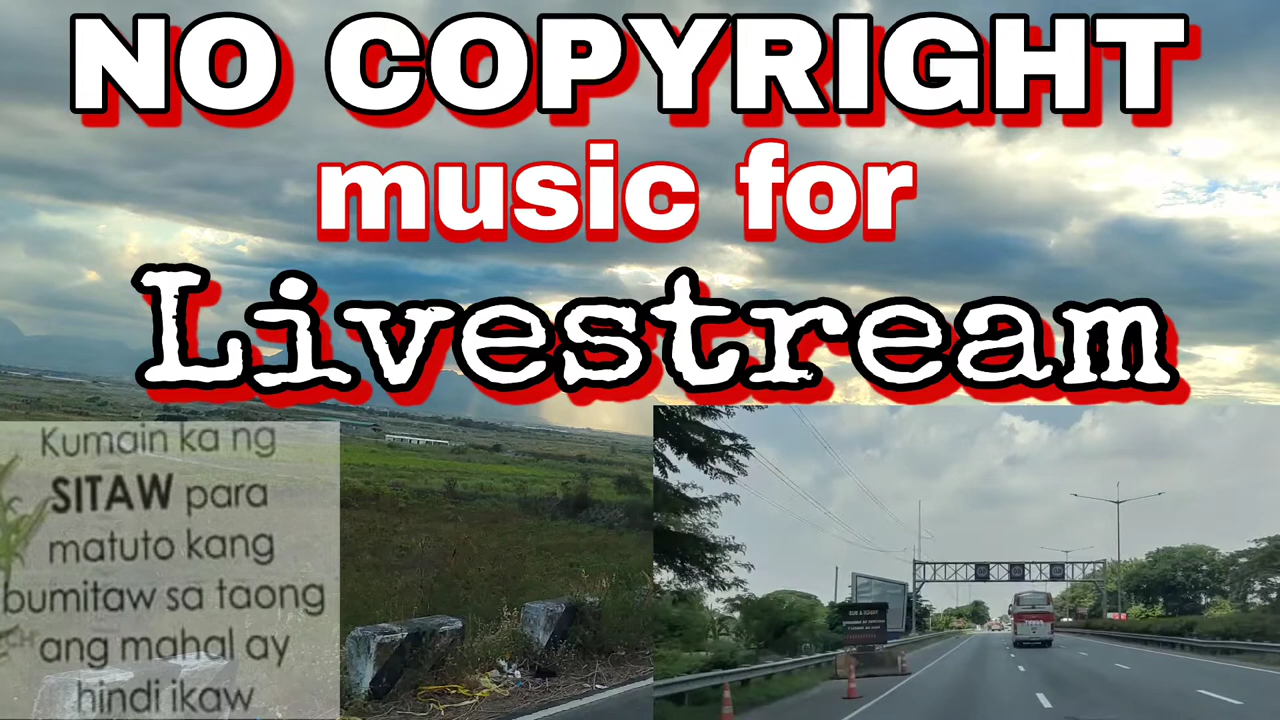 NO COPYRIGHT
music for
Livestream
Kumain ka ng
SITAW para
matuto kang
bumitaw sa taong
ang mahal ay
hindi ikaw